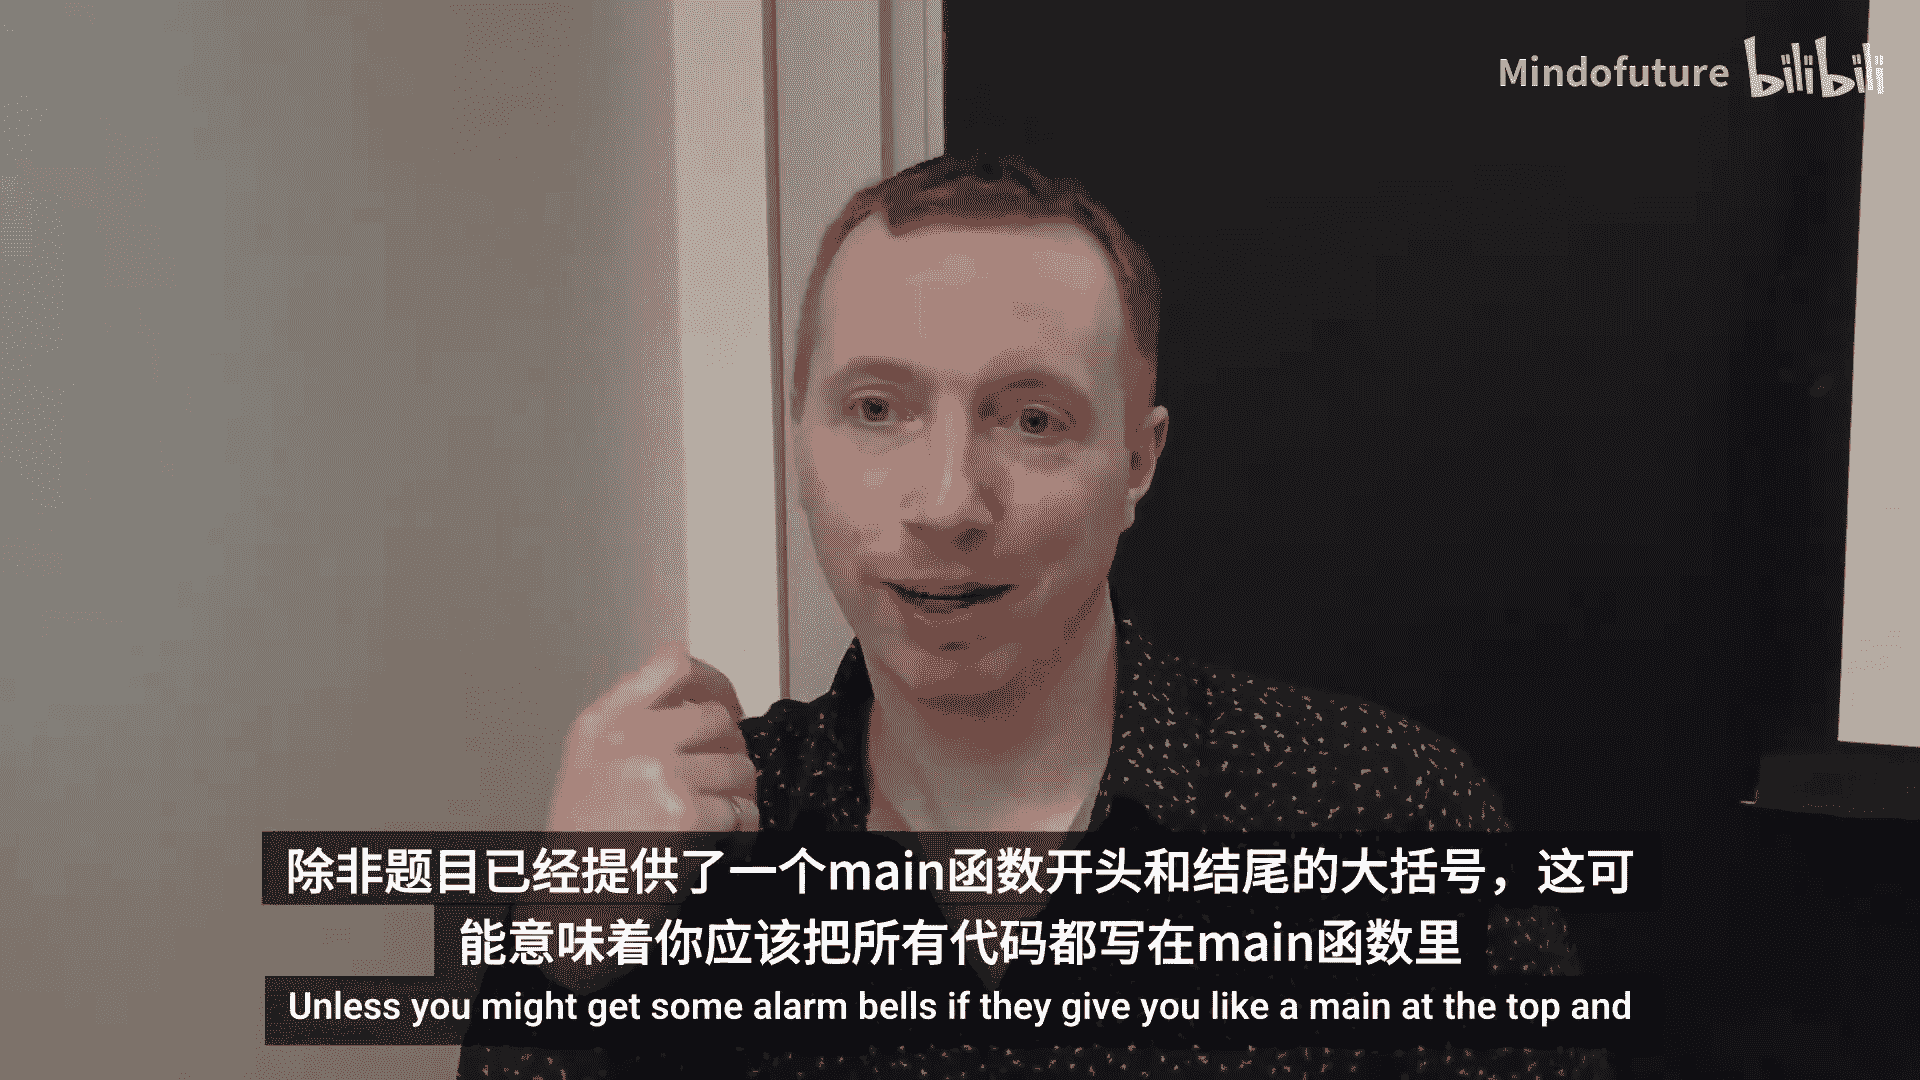 Mindofuture bilibili
除非题目已经提供了一个main函数开头和结尾的大括号，这可
能意味着你应该把所有代码都写在main函数里
Unless you might get some alarm bells if they give you like a main at the top and